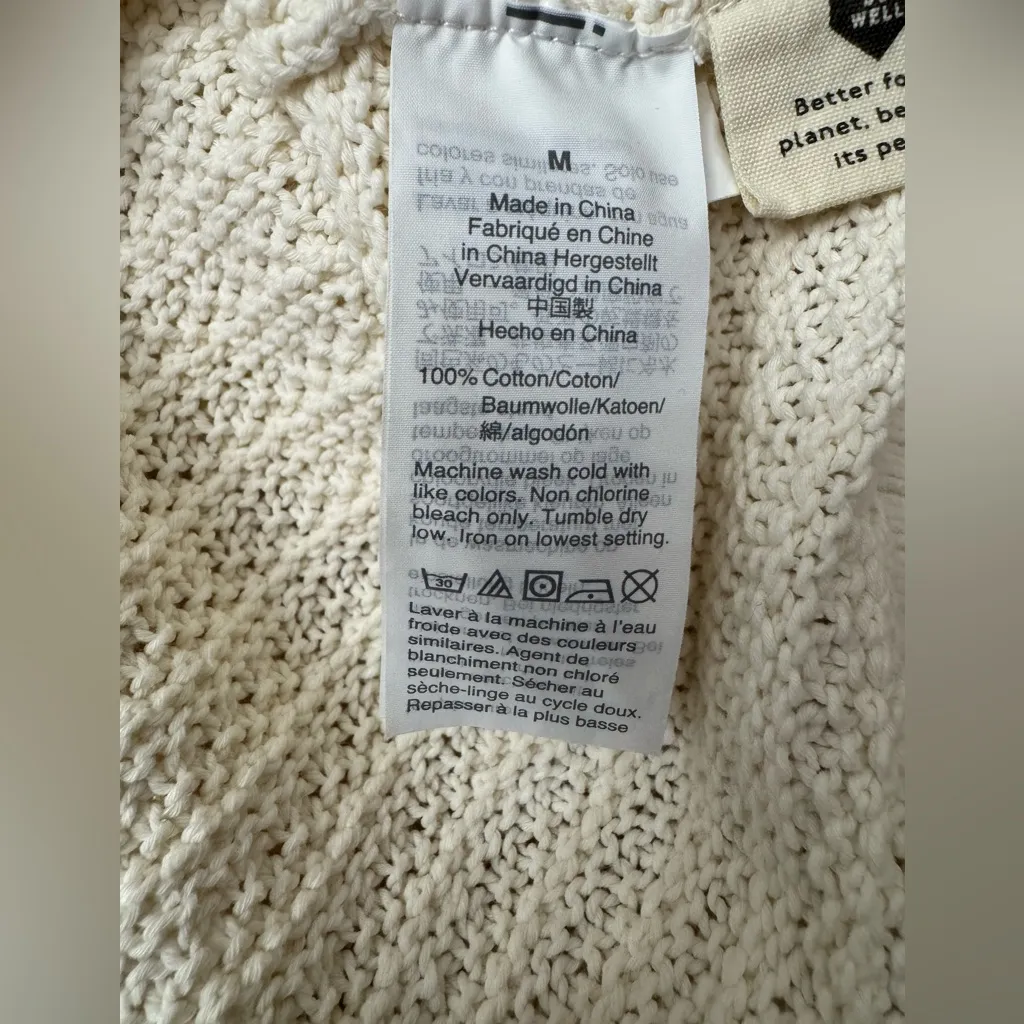 M
Made in China
Fabriqué en Chine
in China Hergestellt
Vervaardigd in China
中国製
Hecho en China
100% Cotton/Coton/
Baumwolle/Katoen/
綿/algodón
Machine wash cold with
like colors. Non chlorine
bleach only. Tumble dry
low. Iron on lowest setting.
30
Laver à la machine à l'eau
froide avec des couleurs
similaires. Agent de
blanchiment non chloré
seulement. Sécher au
sèche-linge au cycle doux.
Repasser à la plus basse
WELL
Better fo
planet. be
its pe